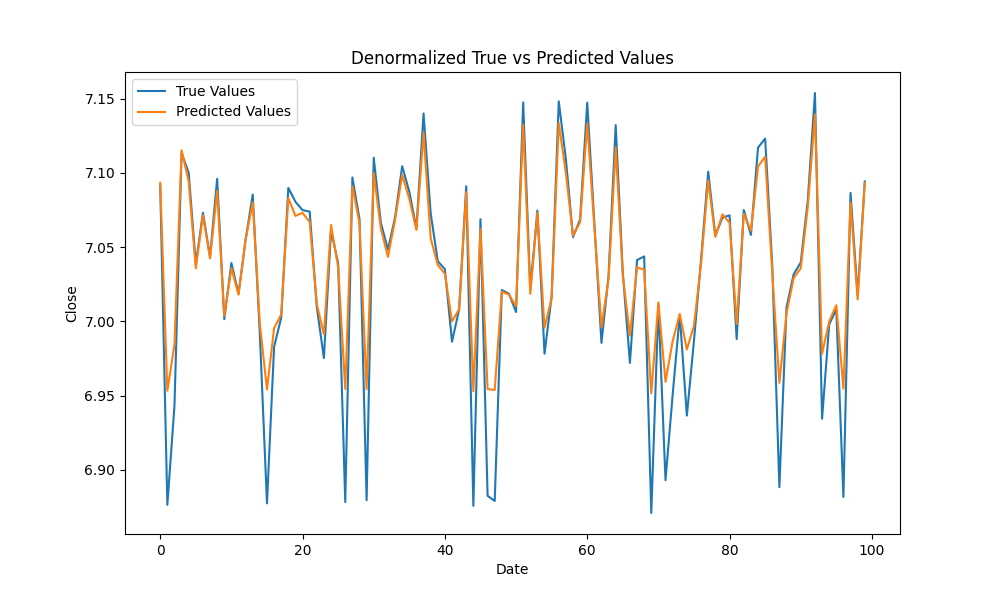 Denormalized True vs Predicted Values
True Values
Predicted Values
7.15
7.10
7.05
7.00
6.95
6.90
Close
0 20 40 60 80 100
Date